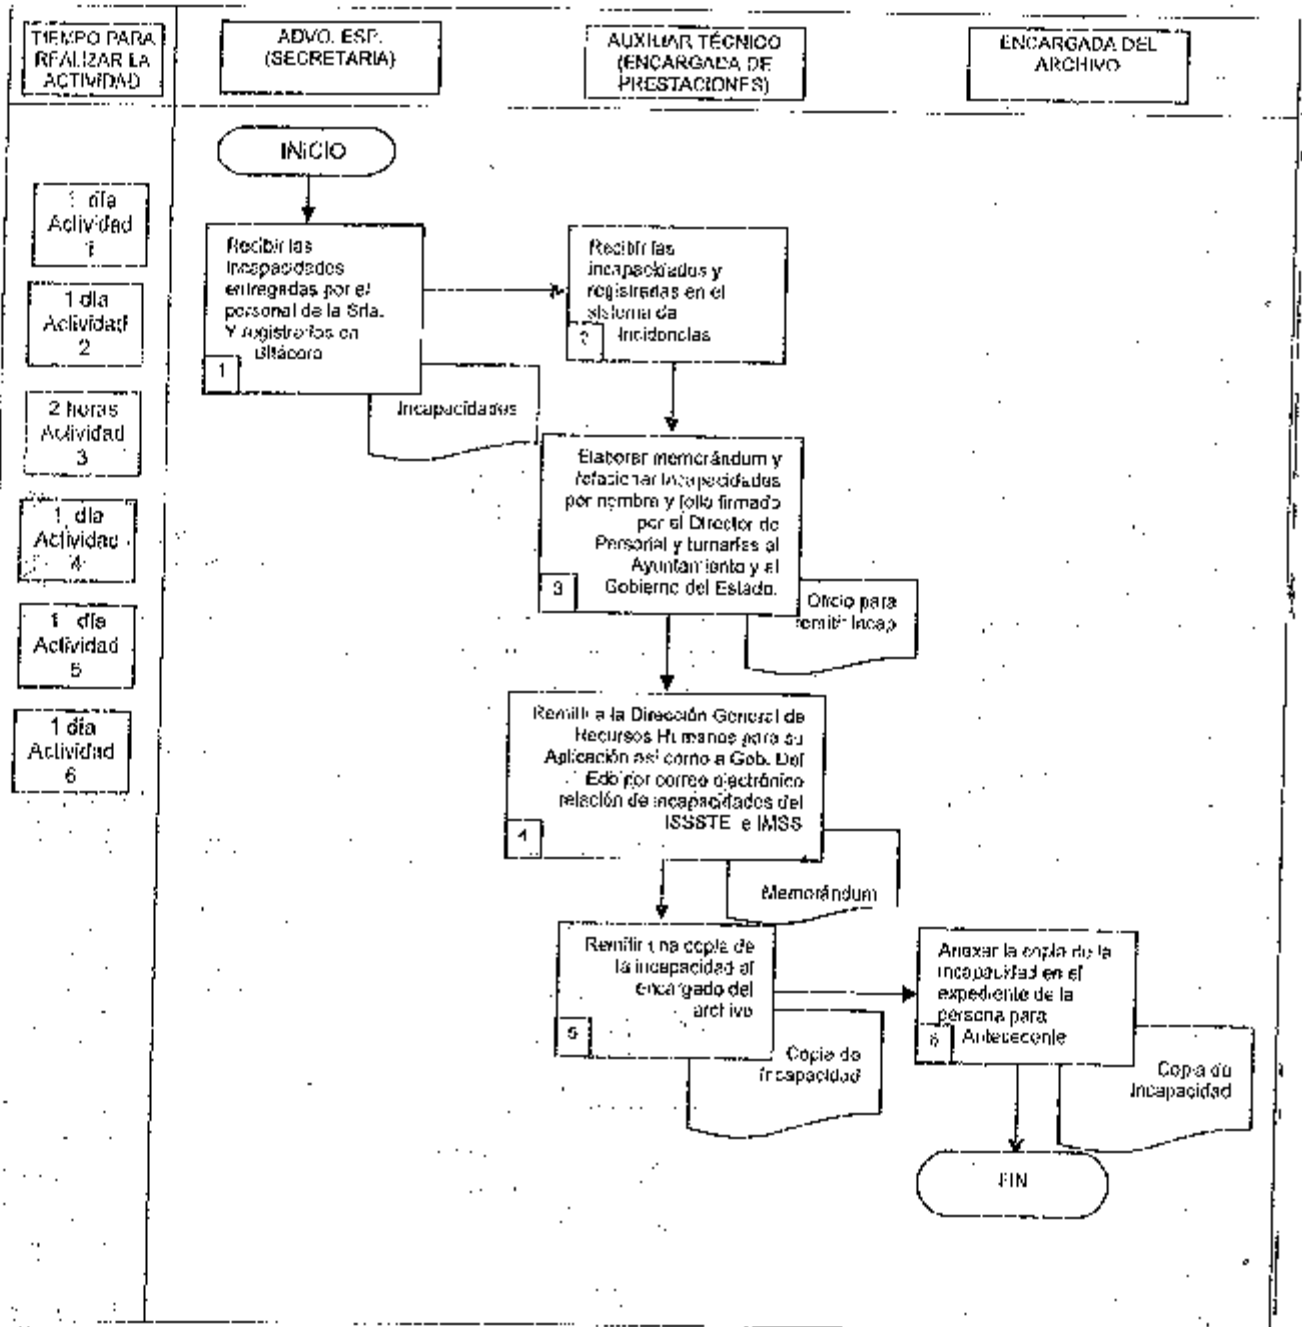 TIEMPO PARA
REALIZAR LA
ACTIVIDAD
ADVO. ESP.
(SECRETARIA)
AUXILIAR TÉCNICO
(ENCARGADA DE
PRESTACIONES)
ENCARGADA DEL
ARCHIVO
INICIO
1 día
Actividad
1
1 día
Actividad
2
2 horas
Actividad
3
1 día
Actividad
4
1 día
Actividad
5
1 día
Actividad
6
Recibir las
Incapacidades
entregadas por el
personal de la Sria.
Y registrarlos en
Bitácora
1
Incapacidades
Recibir las
incapacidades y
registrarlas en el
sistema de
Incidencias
2
Elaborar memorándum y
relacionar Incapacidades
por nombre y folio firmado
por el Director de
Personal y turnarlas al
Ayuntamiento y al
Gobierno del Estado.
3
Oficio para
remitir Incap
Remitir a la Dirección General de
Recursos Humanos para su
Aplicación así como a Gob. Del
Edo por correo electrónico
relación de incapacidades del
ISSSTE e IMSS
4
Memorándum
Remitir una copia de
la incapacidad al
encargado del
archivo
5
Copia de
Incapacidad
Anexar la copia de la
incapacidad en el
expediente de la
persona para
Antecedente
6
Copia de
Incapacidad
FIN